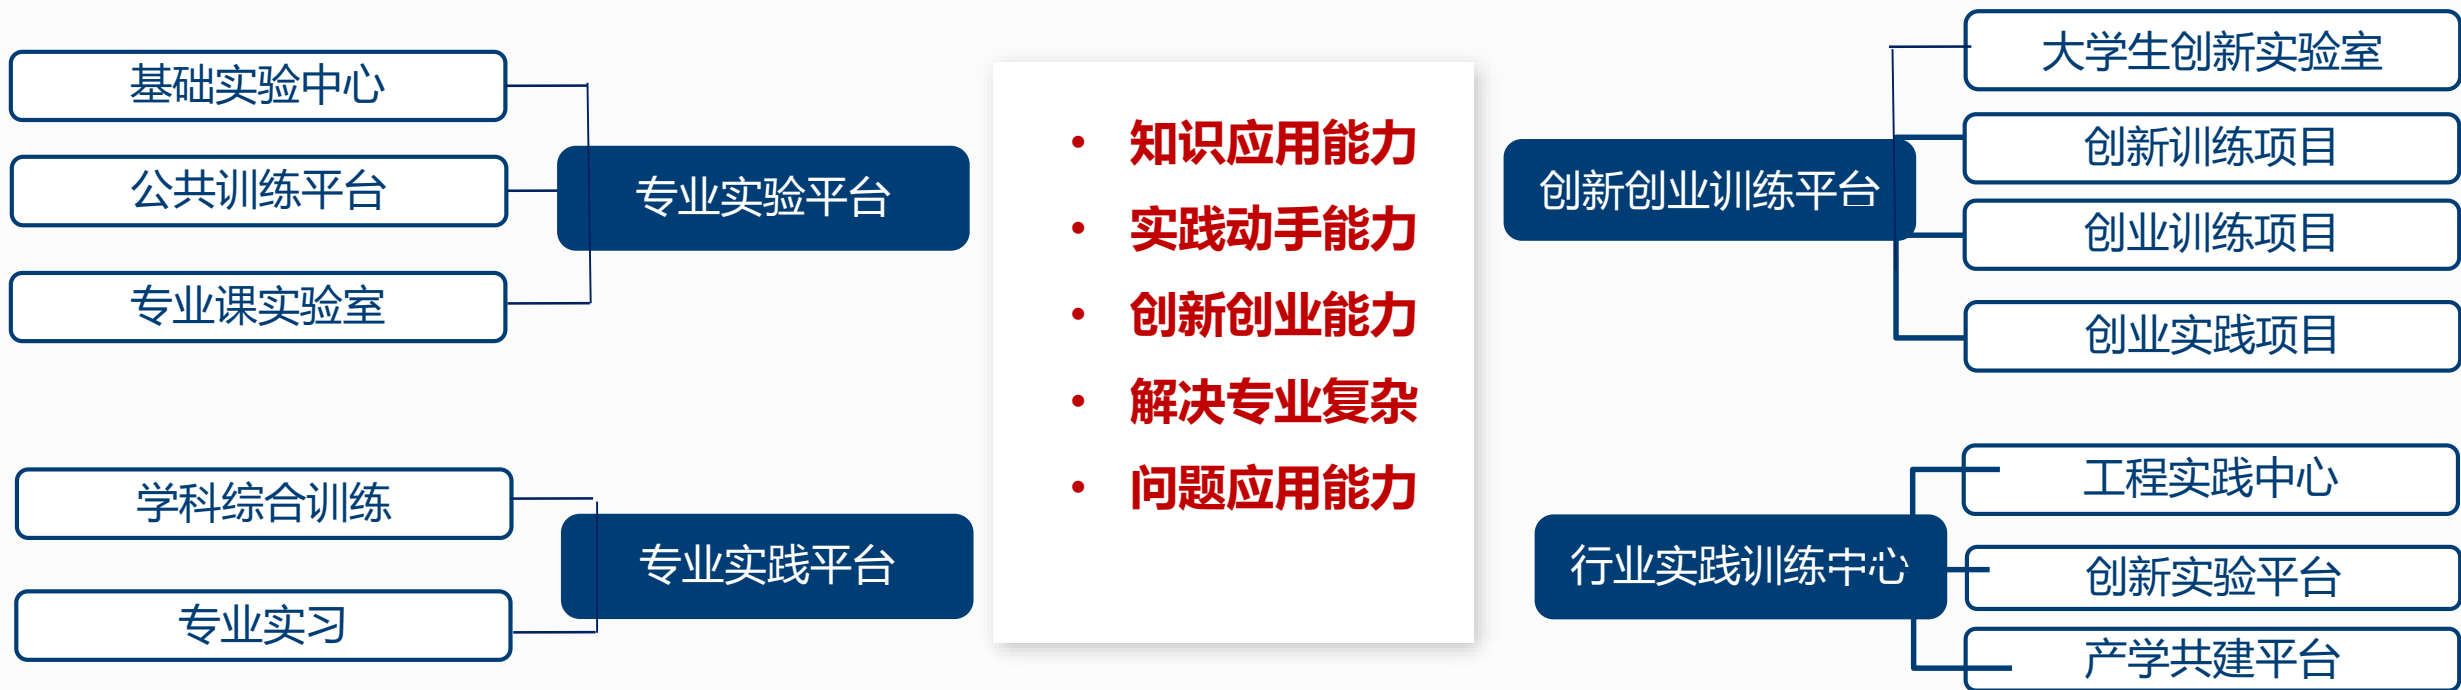 基础实验中心
公共训练平台
专业课实验室
专业实验平台
学科综合训练
专业实习
专业实践平台
• 知识应用能力
• 实践动手能力
• 创新创业能力
• 解决专业复杂
• 问题应用能力
创新创业训练平台
大学生创新实验室
创新训练项目
创业训练项目
创业实践项目
行业实践训练中心
工程实践中心
创新实验平台
产学共建平台